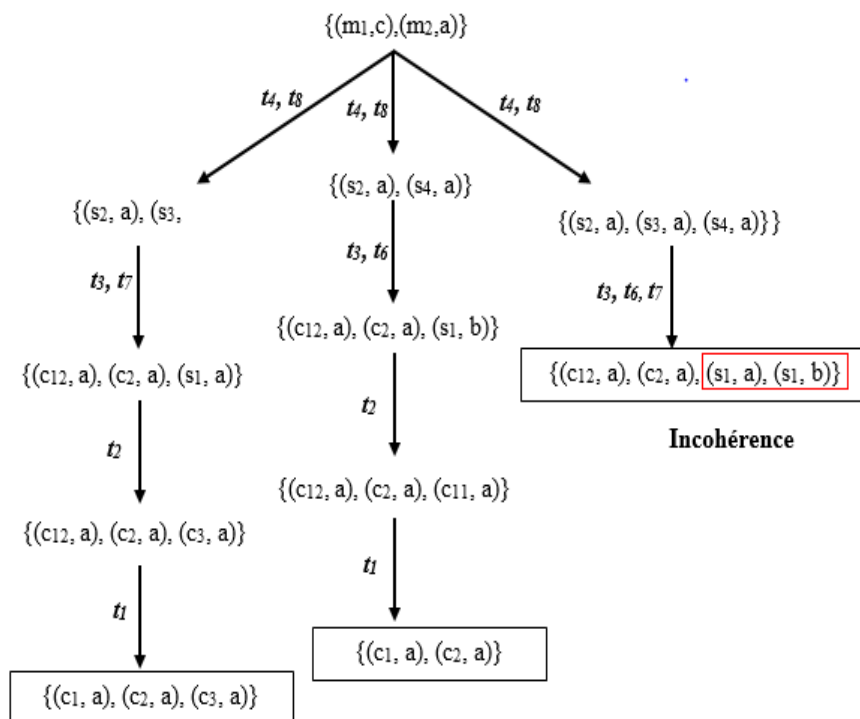 {(m1,c),(m2,a)}
t4, t8
t4, t8
t4, t8
{(s2, a), (s3,
{(s2, a), (s4, a)}
{(s2, a), (s3, a), (s4, a)}}
t3, t7
t3, t6
t3, t6, t7
{(c12, a), (c2, a), (s1, a)}
{(c12, a), (c2, a), (s1, b)}
{(c12, a), (c2, a), (s1, a), (s1, b)}
Incohérence
t2
t2
{(c12, a), (c2, a), (c3, a)}
{(c12, a), (c2, a), (c11, a)}
t1
t1
{(c1, a), (c2, a), (c3, a)}
{(c1, a), (c2, a)}